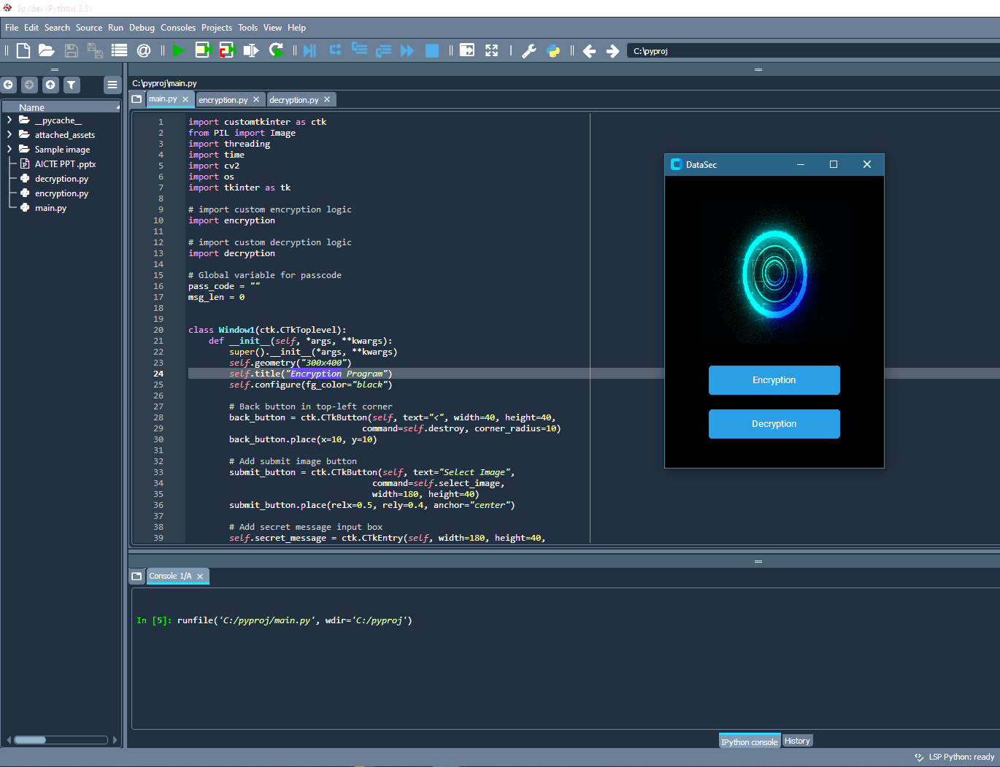 Spyder (Python 3.8)
File Edit Search Source Run Debug Consoles Projects Tools View Help
C:\pyproj
C:\pyproj\main.py
main.py encryption.py decryption.py
Name
__pycache__
attached_assets
Sample image
AICTE PPT .pptx
decryption.py
encryption.py
main.py
1 import customtkinter as ctk
2 from PIL import Image
3 import threading
4 import time
5 import cv2
6 import os
7 import tkinter as tk
8
9 # import custom encryption logic
10 import encryption
11
12 # import custom decryption logic
13 import decryption
14
15 # Global variable for passcode
16 pass_code = ""
17 msg_len = 0
18
19
20 class Window1(ctk.CTkToplevel):
21     def __init__(self, *args, **kwargs):
22         super().__init__(*args, **kwargs)
23         self.geometry("300x400")
24         self.title("Encryption Program")
25         self.configure(fg_color="black")
26
27         # Back button in top-left corner
28         back_button = ctk.CTkButton(self, text="<", width=40, height=40,
29                                   command=self.destroy, corner_radius=10)
30         back_button.place(x=10, y=10)
31
32         # Add submit image button
33         submit_button = ctk.CTkButton(self, text="Select Image",
34                                     command=self.select_image,
35                                     width=180, height=40)
36         submit_button.place(relx=0.5, rely=0.4, anchor="center")
37
38         # Add secret message input box
39         self.secret_message = ctk.CTkEntry(self, width=180, height=40,
DataSec
Encryption
Decryption
Console 1/A
In [5]: runfile('C:/pyproj/main.py', wdir='C:/pyproj')
IPython console History
LSP Python: ready